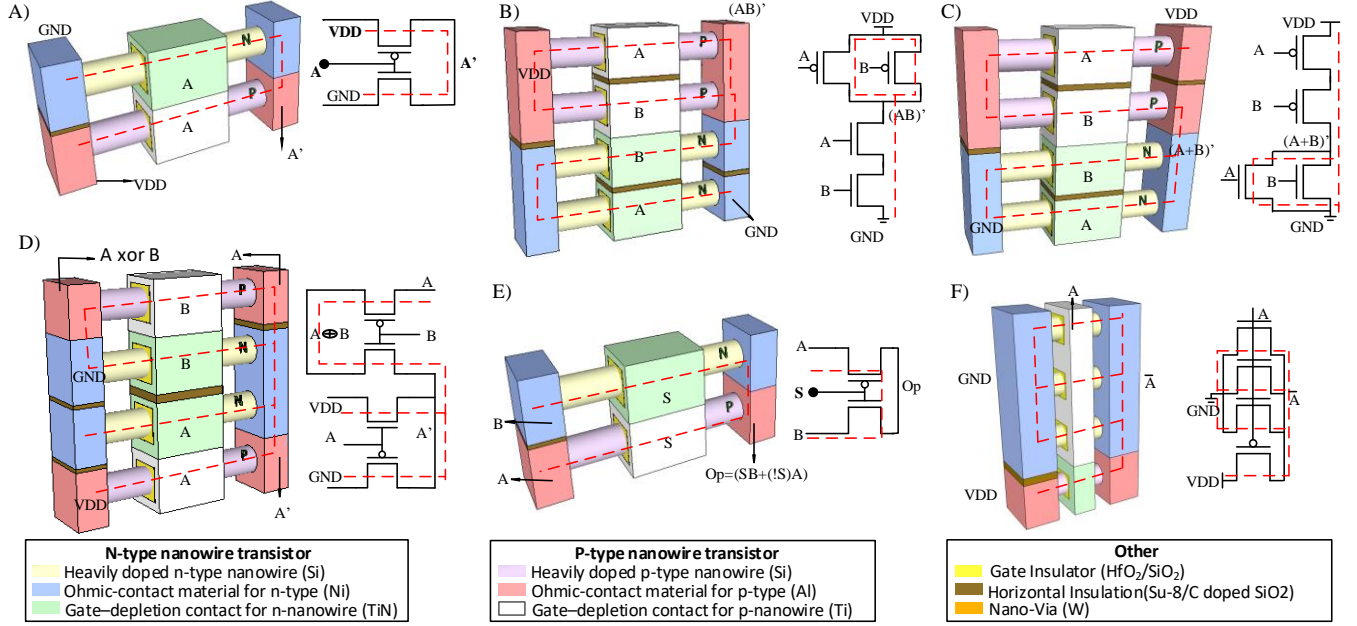 A)
GND
N
A
P
A
A'
VDD
VDD
A
A'
GND
B)
(AB)'
VDD
P
A
P
B
N
B
N
A
GND
VDD
A
B
(AB)'
A
B
GND
C)
VDD
P
A
P
B
N
(A+B)'
B
N
GND
A
VDD
A
B
(A+B)'
A
B
GND
D)
A xor B
A
P
B
N
GND
B
N
A
P
VDD
A
A'
A
A B
B
VDD
A
A'
GND
E)
N
S
P
B
S
A
Op=(SB+(!S)A)
A
S
Op
B
F)
A
GND
A̅
VDD
A
A̅
GND
VDD
N-type nanowire transistor
Heavily doped n-type nanowire (Si)
Ohmic-contact material for n-type (Ni)
Gate–depletion contact for n-nanowire (TiN)
P-type nanowire transistor
Heavily doped p-type nanowire (Si)
Ohmic-contact material for p-type (Al)
Gate–depletion contact for p-nanowire (Ti)
Other
Gate Insulator (HfO₂/SiO₂)
Horizontal Insulation(Su-8/C doped SiO2)
Nano-Via (W)